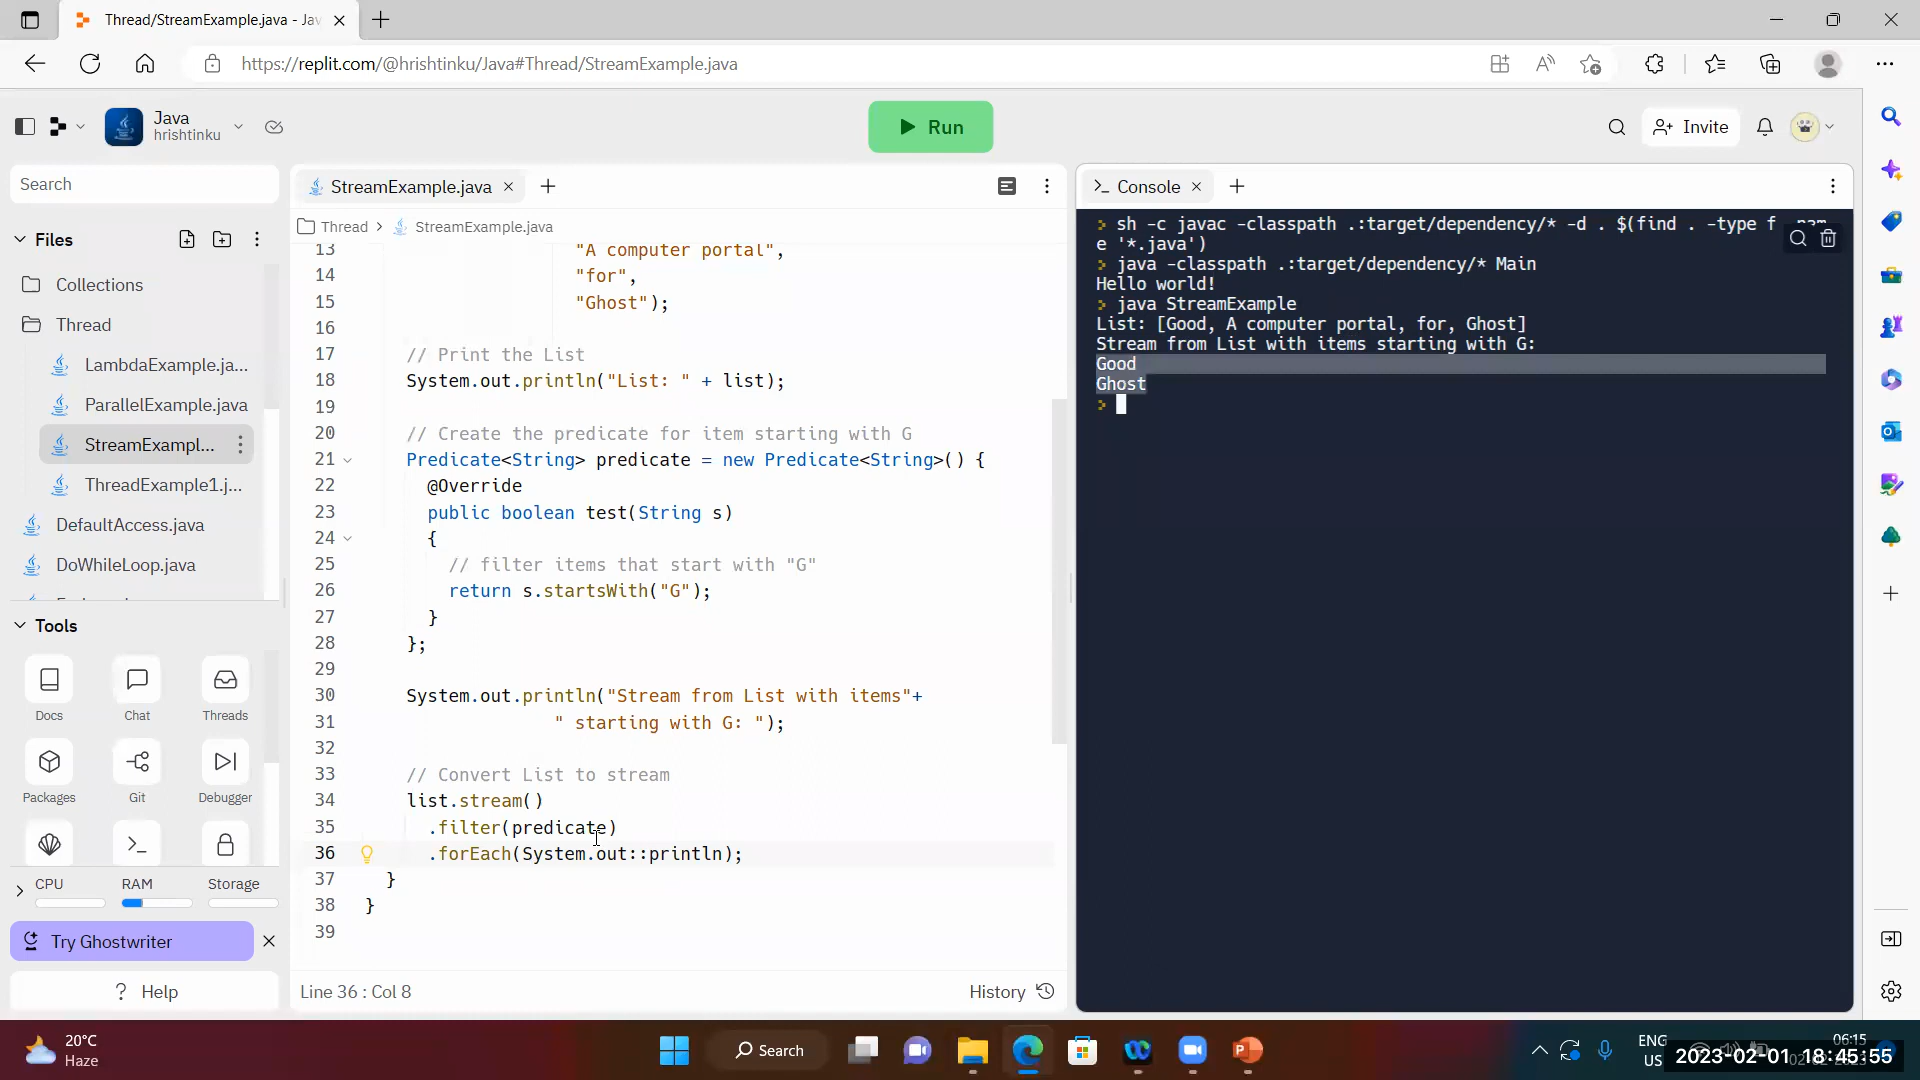 Thread/StreamExample.java - Jav
https://replit.com/@hrishtinku/Java#Thread/StreamExample.java
Java
hrishtinku
Run
Invite
Search
Files
Collections
Thread
LambdaExample.ja...
ParallelExample.java
StreamExampl...
ThreadExample1.j...
DefaultAccess.java
DoWhileLoop.java
Tools
Docs
Chat
Threads
Packages
Git
Debugger
CPU
RAM
Storage
Try Ghostwriter
? Help
StreamExample.java
Thread > StreamExample.java
13 "A computer portal",
14 "for",
15 "Ghost");
16
17 // Print the List
18 System.out.println("List: " + list);
19
20 // Create the predicate for item starting with G
21 Predicate<String> predicate = new Predicate<String>() {
22 @Override
23 public boolean test(String s)
24 {
25 // filter items that start with "G"
26 return s.startsWith("G");
27 }
28 };
29
30 System.out.println("Stream from List with items"+
31 " starting with G: ");
32
33 // Convert List to stream
34 list.stream()
35 .filter(predicate)
36 .forEach(System.out::println);
37 }
38 }
39
Line 36 : Col 8
History
Console
> sh -c javac -classpath .:target/dependency/* -d . $(find . -type f -nam
e '*.java')
> java -classpath .:target/dependency/* Main
Hello world!
> java StreamExample
List: [Good, A computer portal, for, Ghost]
Stream from List with items starting with G:
Good
Ghost
>
20°C
Haze
Search
ENG
US
06:15
2023-02-01 18:45:55